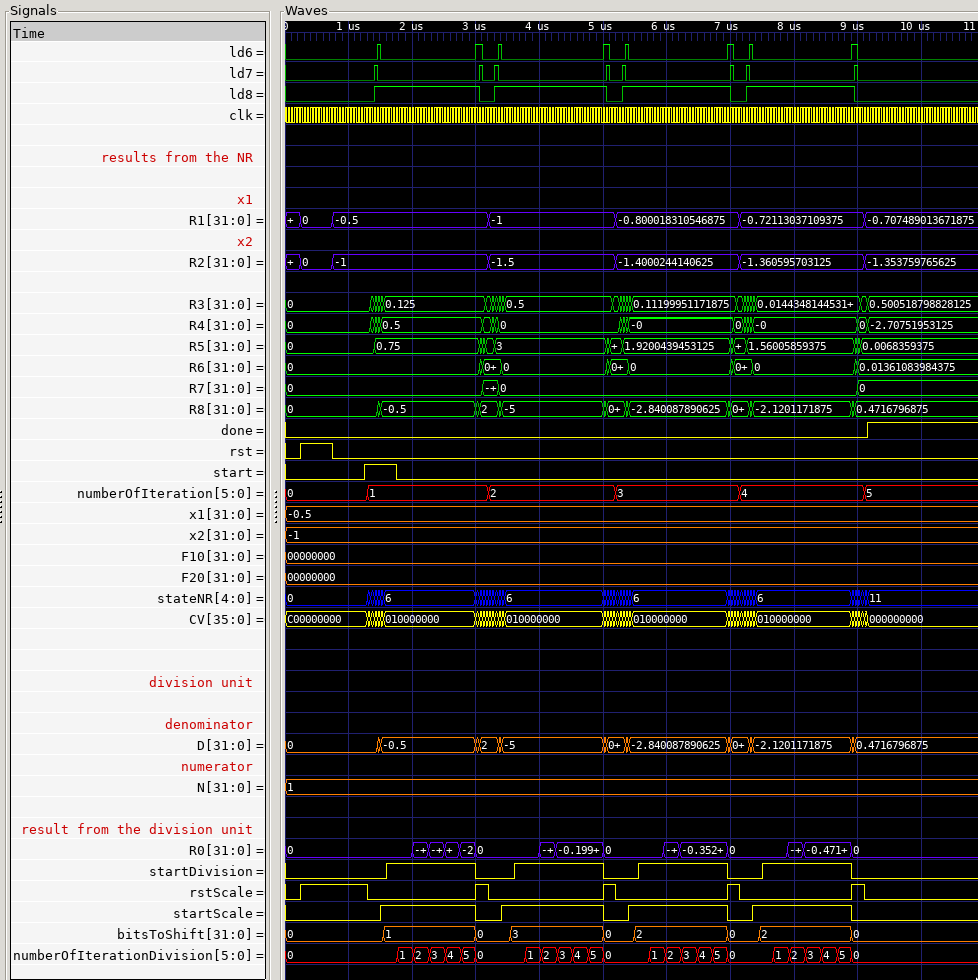 Signals Waves
Time 0 1 us 2 us 3 us 4 us 5 us 6 us 7 us 8 us 9 us 10 us 11
ld6=
ld7=
ld8=
clk=
results from the NR
x1
R1[31:0]= + 0 -0.5 -1 -0.800018310546875 -0.72113037109375 -0.707489013671875
x2
R2[31:0]= + 0 -1 -1.5 -1.4000244140625 -1.360595703125 -1.353759765625
R3[31:0]= 0 0.125 0.5 0.11199951171875 0.0144348144531+ 0.500518798828125
R4[31:0]= 0 0.5 0 -0 0 -0 0 -2.70751953125
R5[31:0]= 0 0.75 3 + 1.9200439453125 + 1.56005859375 0.0068359375
R6[31:0]= 0 0+ 0 0+ 0 0+ 0 0.01361083984375
R7[31:0]= 0 -+ 0 0
R8[31:0]= 0 -0.5 2 -5 0+ -2.840087890625 0+ -2.1201171875 0.4716796875
done=
rst=
start=
numberOfIteration[5:0]= 0 1 2 3 4 5
x1[31:0]= -0.5
x2[31:0]= -1
F10[31:0]= 00000000
F20[31:0]= 00000000
stateNR[4:0]= 0 6 6 6 6 11
CV[35:0]= C00000000 010000000 010000000 010000000 010000000 000000000
division unit
denominator
D[31:0]= 0 -0.5 2 -5 0+ -2.840087890625 0+ -2.1201171875 0.4716796875
numerator
N[31:0]= 1
result from the division unit
R0[31:0]= 0 -+ -+ + -2 0 -+ -0.199+ 0 -+ -0.352+ 0 -+ -0.471+ 0
startDivision=
rstScale=
startScale=
bitsToShift[31:0]= 0 1 0 3 0 2 0 2 0
numberOfIterationDivision[5:0]= 0 1 2 3 4 5 0 1 2 3 4 5 0 1 2 3 4 5 0 1 2 3 4 5 0